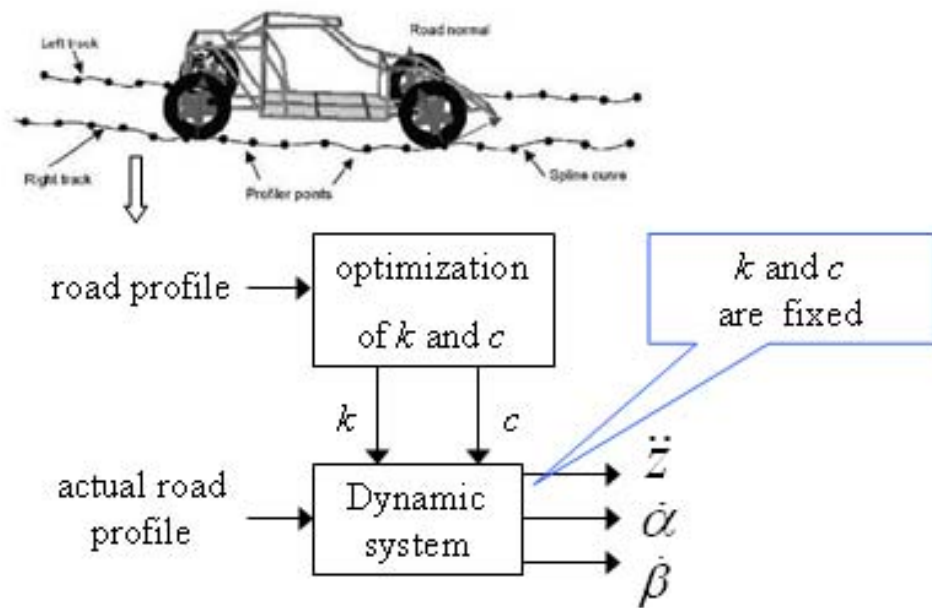 Road normal
Left track
Right track
Profiler points
Spline curve
road profile
optimization
of k and c
k and c
are fixed
k
c
actual road
profile
Dynamic
system
z̈
α̇
β̇